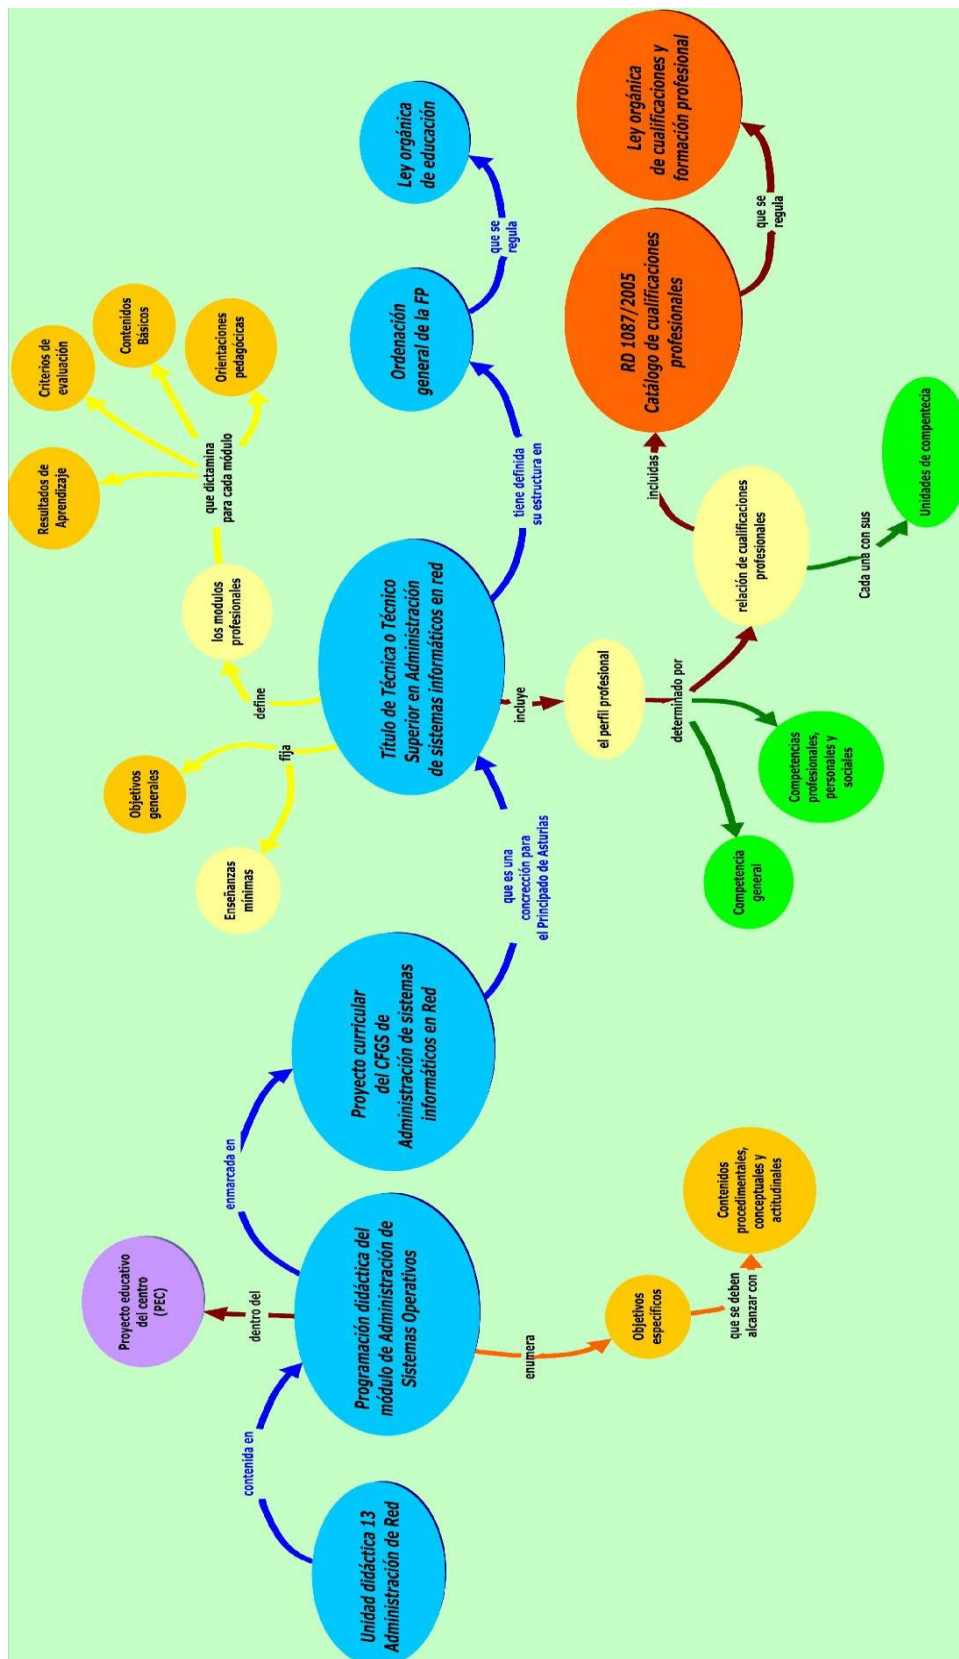 Unidad didáctica 13
Administración de Red
contenida en
Proyecto educativo
del centro
(PEC)
dentro del
Programación didáctica del
módulo de Administración de
Sistemas Operativos
enumera
Objetivos
específicos
que se deben
alcanzar con
Contenidos
procedimentales,
conceptuales y
actitudinales
enmarcada en
Proyecto curricular
del CFGS de
Administración de sistemas
informáticos en Red
que es una
concrección para
el Principado de Asturias
Título de Técnica o Técnico
Superior en Administración
de sistemas informáticos en red
fija
Objetivos
generales
Enseñanzas
mínimas
define
los modulos
profesionales
que dictamina
para cada módulo
Resultados de
Aprendizaje
Criterios de
evaluación
Contenidos
Básicos
Orientaciones
pedagócicas
tiene definida
su estructura en
Ordenación
general de la FP
que se
regula
Ley orgánica
de educación
incluye
el perfil profesional
determinado por
Competencia
general
Competencias
profesionales,
personales y
sociales
relación de cualificaciones
profesionales
Cada una con sus
Unidades de compentecia
incluidas
RD 1087/2005
Catálogo de cualificaciones
profesionales
que se
regula
Ley orgánica
de cualificaciones y
formación profesional